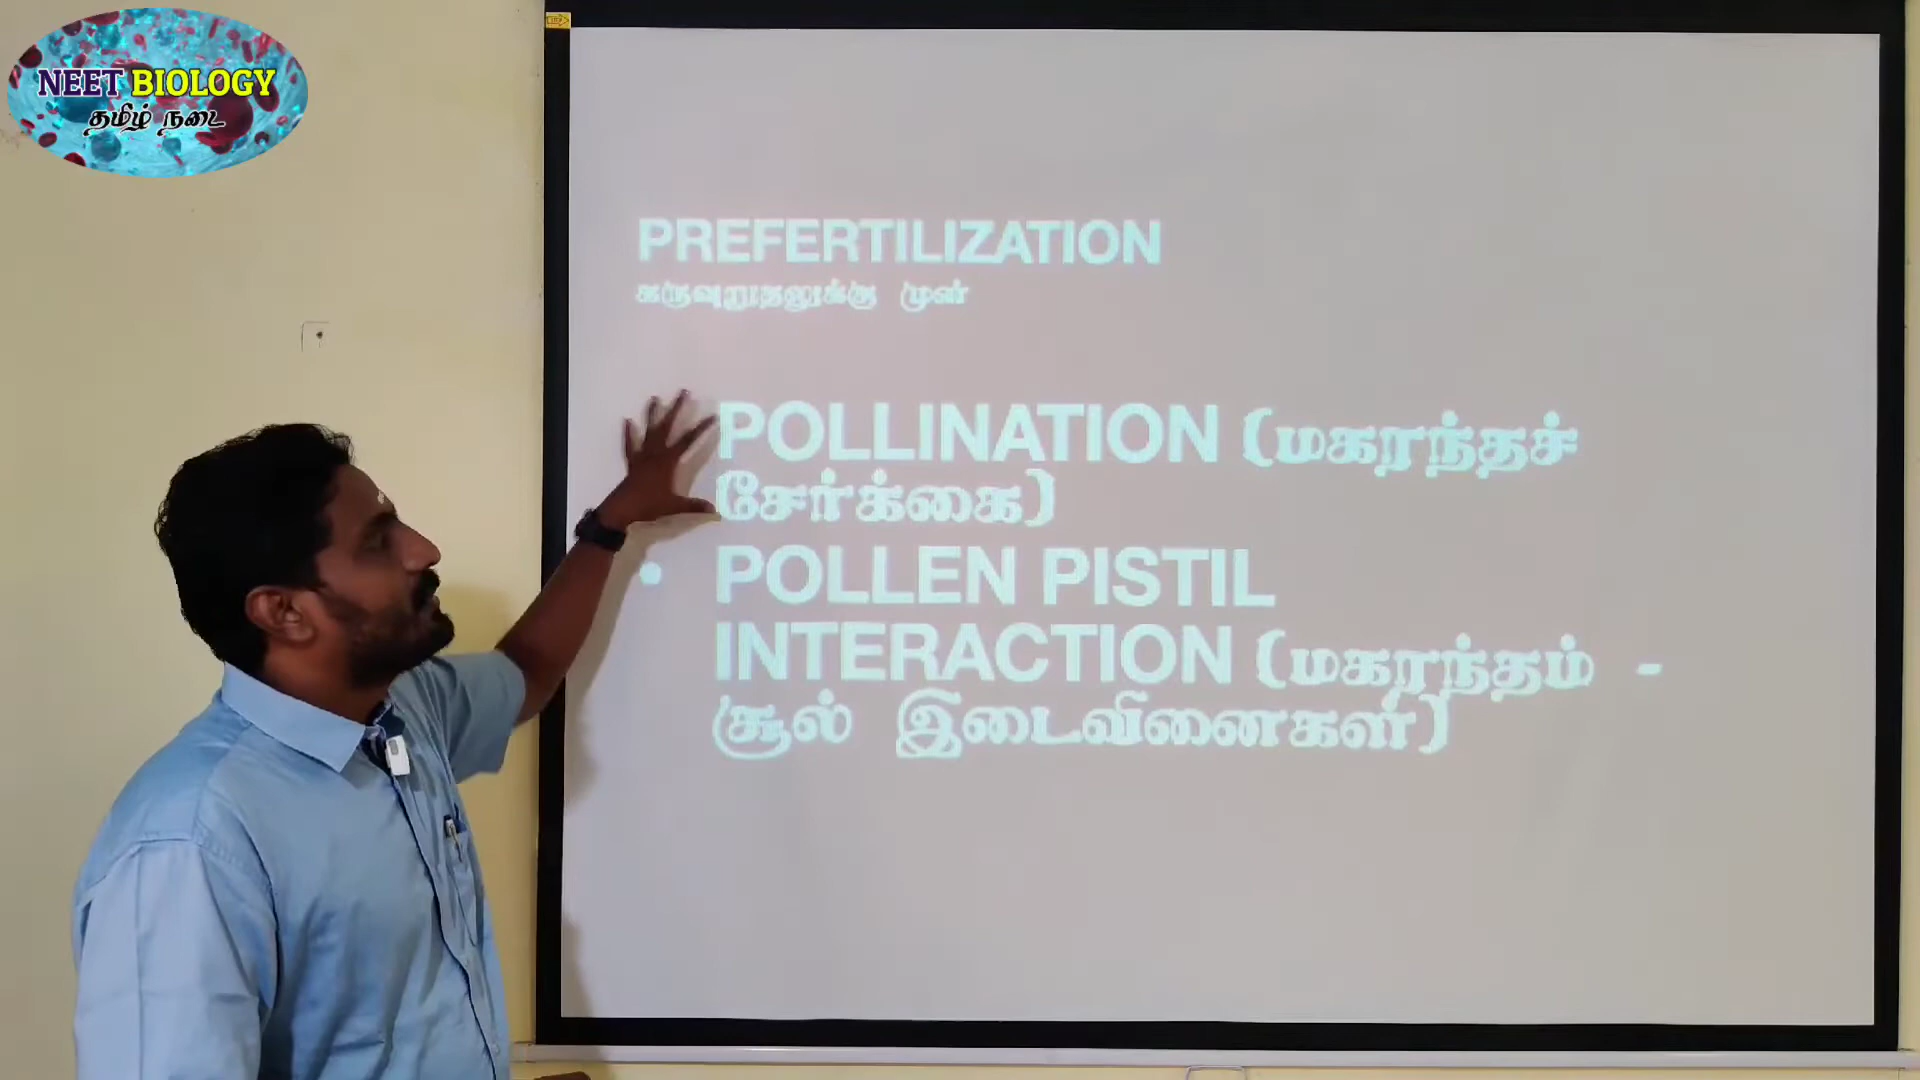 NEET BIOLOGY
தமிழ் நடை
PREFERTILIZATION
கருவுறுதலுக்கு முன்
POLLINATION (மகரந்தச்
சேர்க்கை)
• POLLEN PISTIL
INTERACTION (மகரந்தம் -
சூல் இடைவினைகள்)